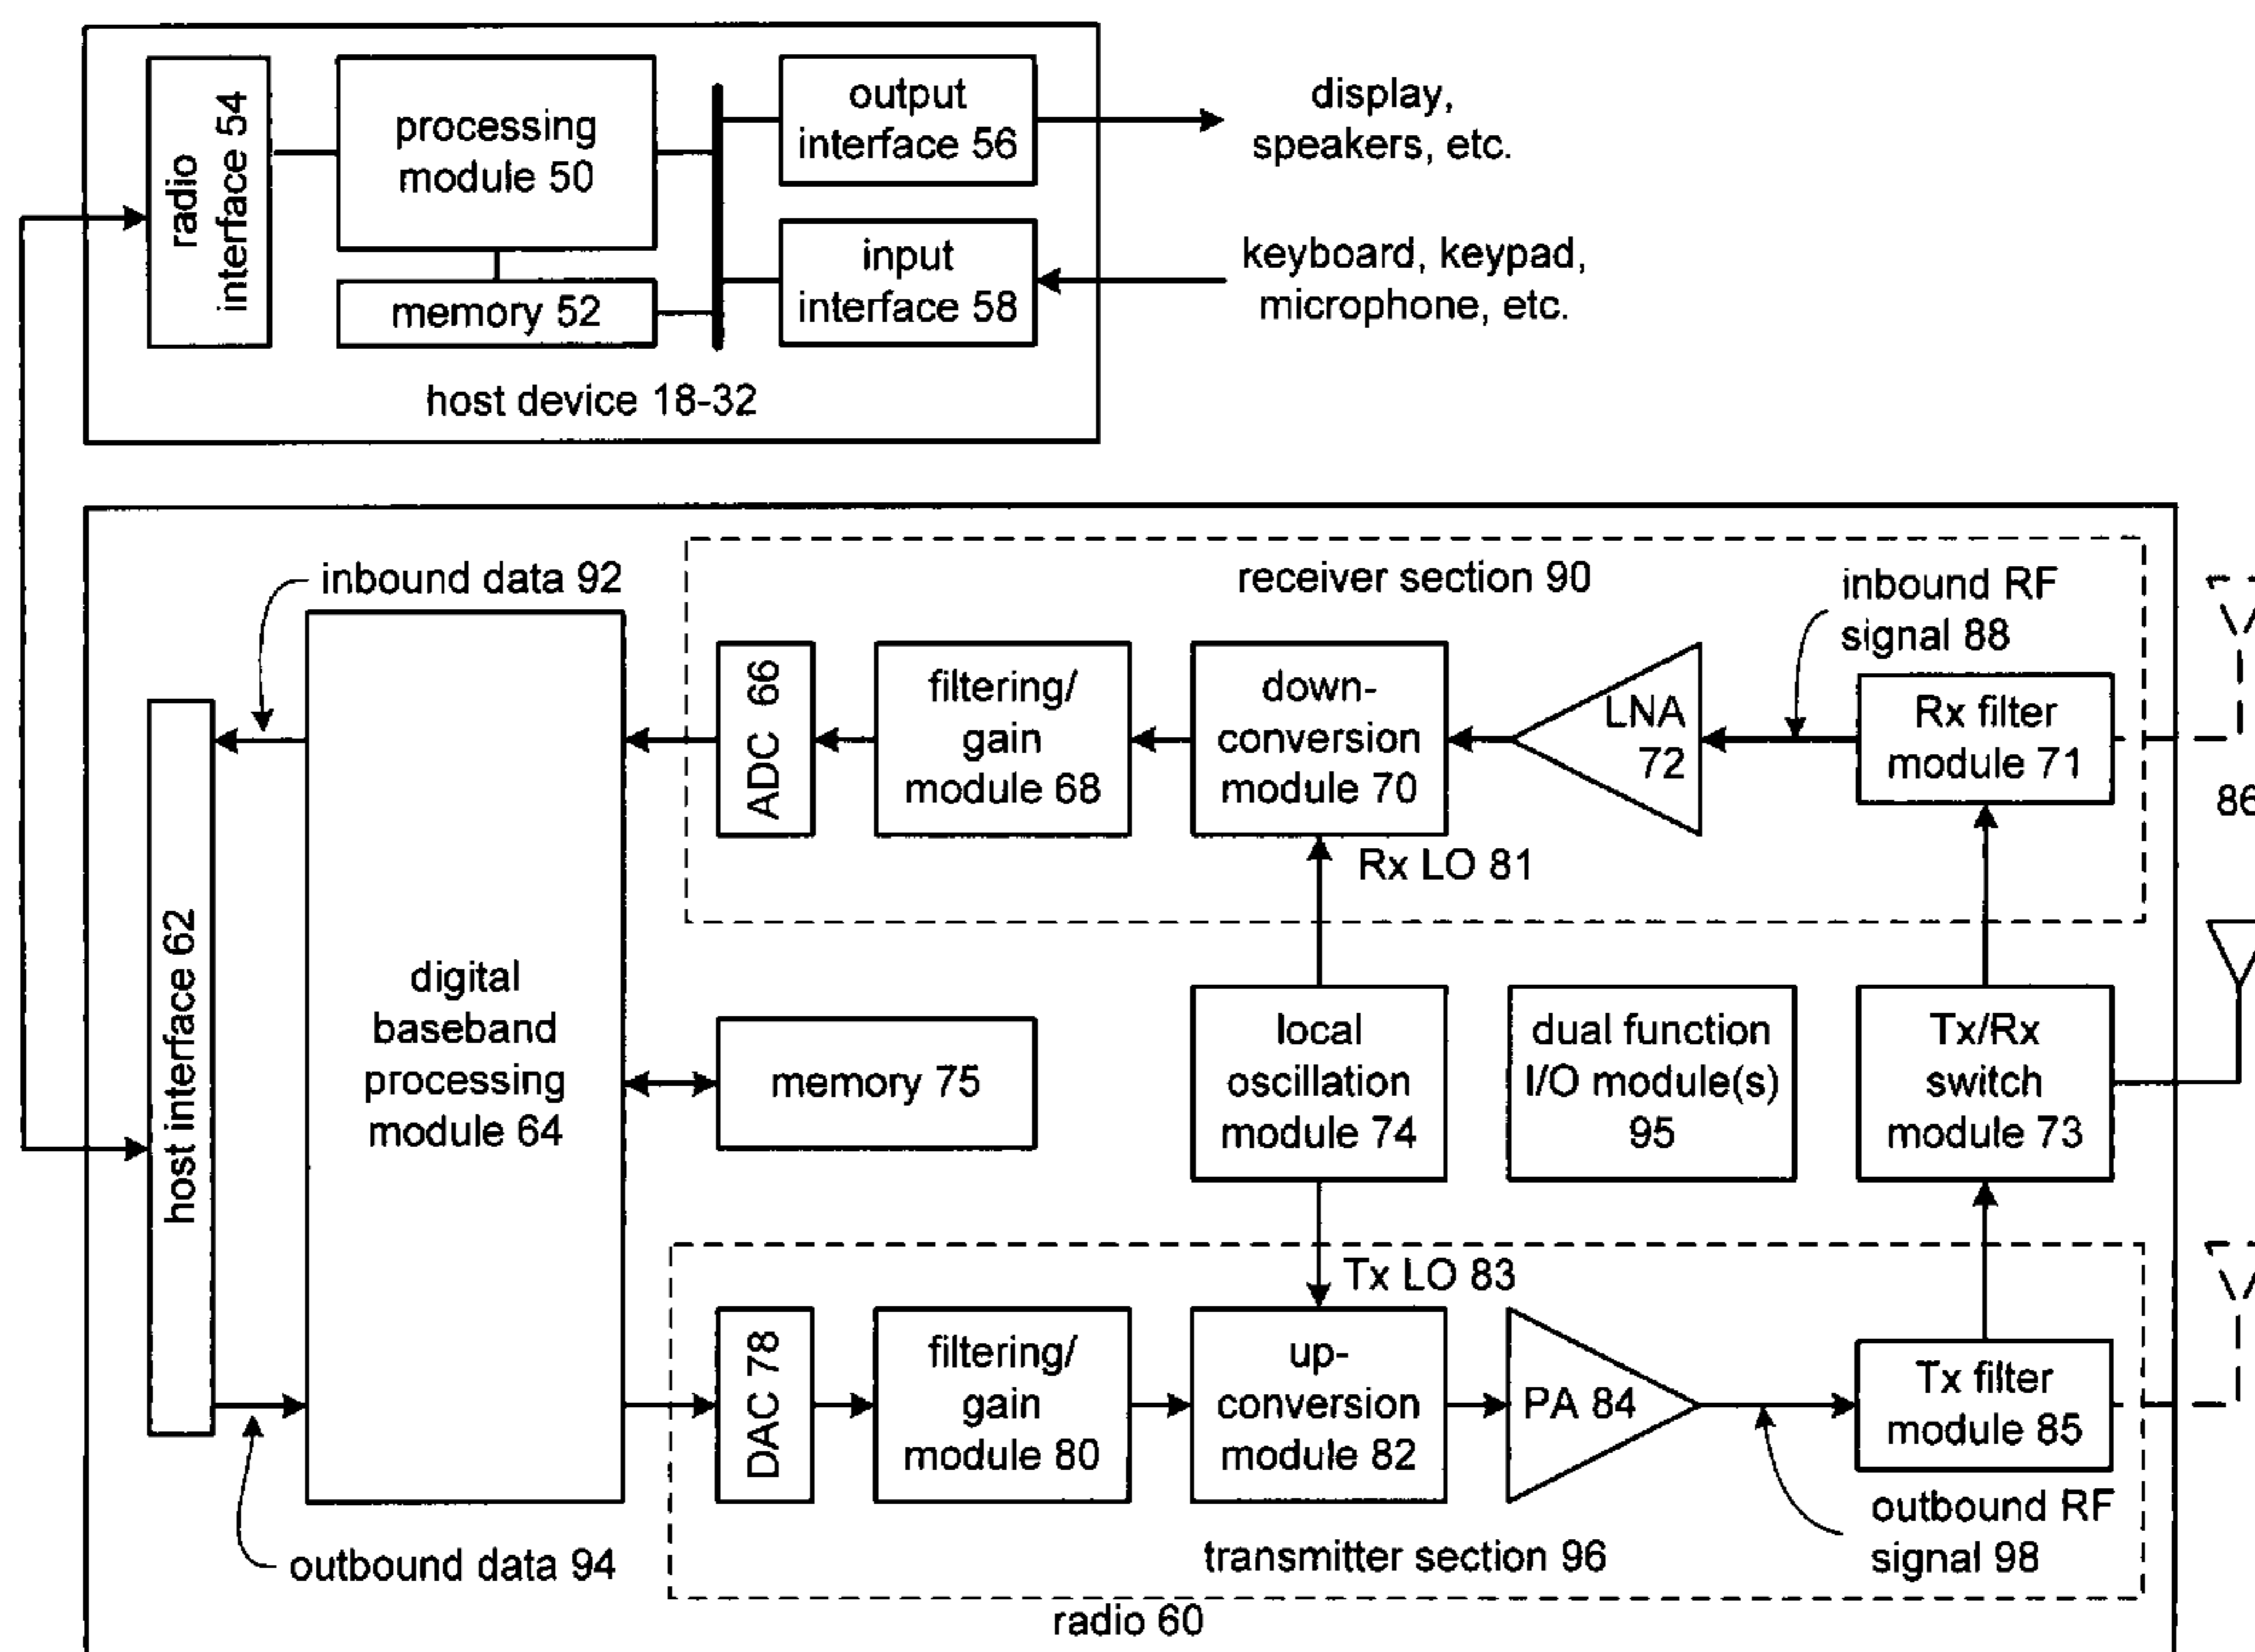 radio
interface 54
processing
module 50
memory 52
output
interface 56
input
interface 58
display,
speakers, etc.
keyboard, keypad,
microphone, etc.
host device 18-32
inbound data 92
receiver section 90
inbound RF
signal 88
host interface 62
digital
baseband
processing
module 64
ADC 66
filtering/
gain
module 68
down-
conversion
module 70
LNA
72
Rx filter
module 71
86
Rx LO 81
memory 75
local
oscillation
module 74
dual function
I/O module(s)
95
Tx/Rx
switch
module 73
Tx LO 83
DAC 78
filtering/
gain
module 80
up-
conversion
module 82
PA 84
Tx filter
module 85
outbound RF
signal 98
outbound data 94
transmitter section 96
radio 60